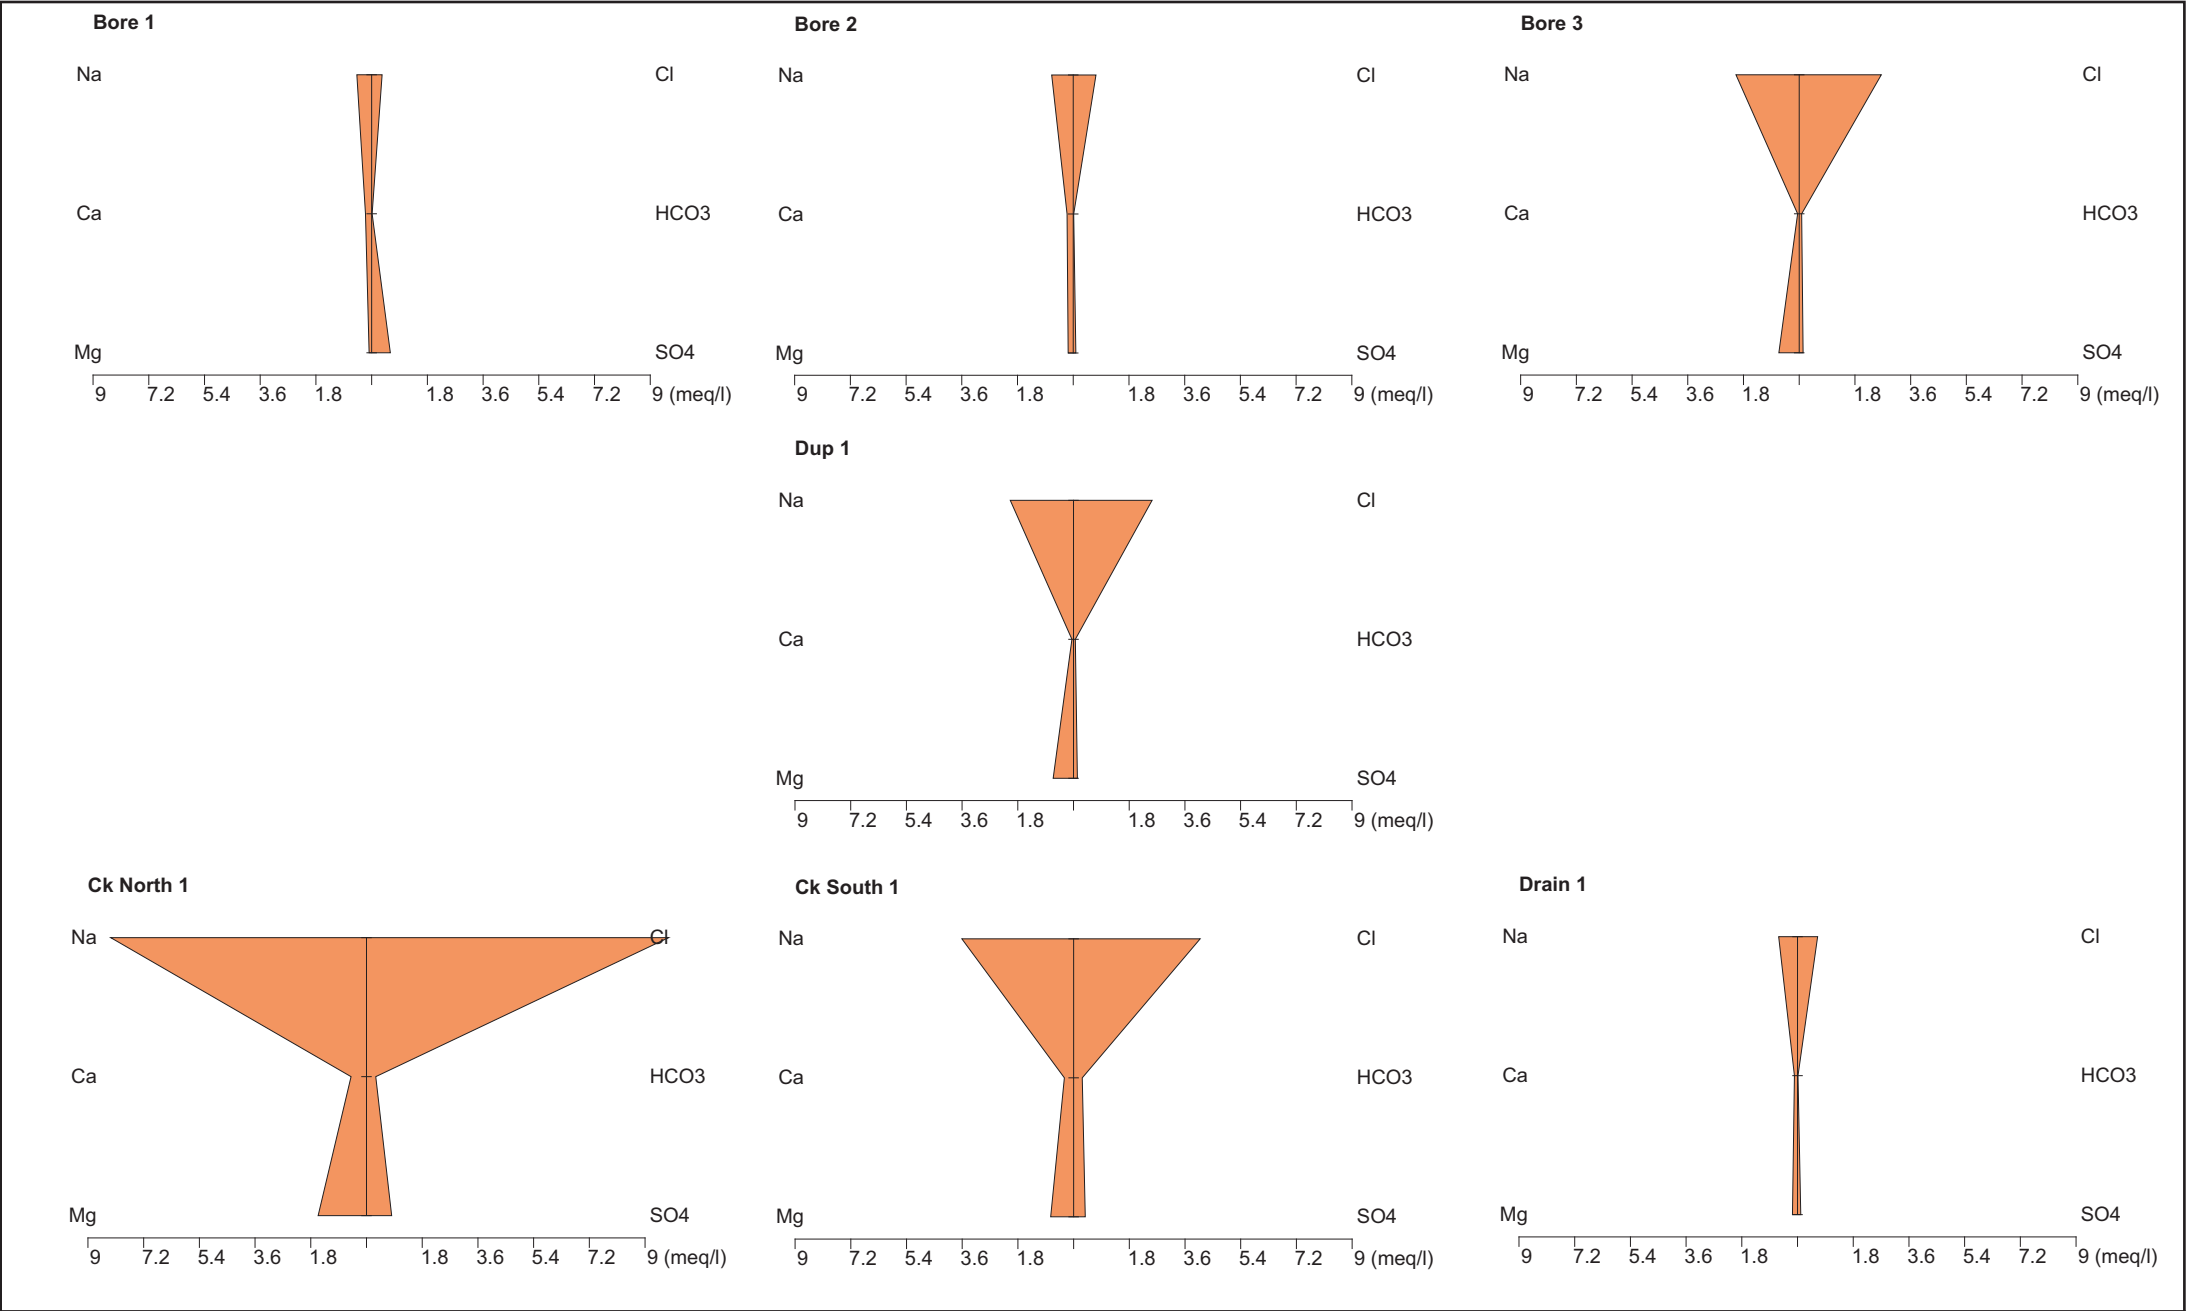 Bore 1 Bore 2 Bore 3
Na Cl Na Cl Na Cl
Ca HCO3 Ca HCO3 Ca HCO3
Mg SO4 Mg SO4 Mg SO4
9 7.2 5.4 3.6 1.8 1.8 3.6 5.4 7.2 9 (meq/l) 9 7.2 5.4 3.6 1.8 1.8 3.6 5.4 7.2 9 (meq/l) 9 7.2 5.4 3.6 1.8 1.8 3.6 5.4 7.2 9 (meq/l)
Dup 1
Na Cl
Ca HCO3
Mg SO4
9 7.2 5.4 3.6 1.8 1.8 3.6 5.4 7.2 9 (meq/l)
Ck North 1 Ck South 1 Drain 1
Na Cl Na Cl Na Cl
Ca HCO3 Ca HCO3 Ca HCO3
Mg SO4 Mg SO4 Mg SO4
9 7.2 5.4 3.6 1.8 1.8 3.6 5.4 7.2 9 (meq/l) 9 7.2 5.4 3.6 1.8 1.8 3.6 5.4 7.2 9 (meq/l) 9 7.2 5.4 3.6 1.8 1.8 3.6 5.4 7.2 9 (meq/l)